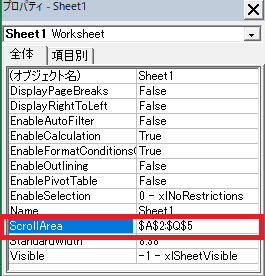 プロパティ - Sheet1
Sheet1 Worksheet
全体 項目別
(オブジェクト名) Sheet1
DisplayPageBreaks False
DisplayRightToLeft False
EnableAutoFilter False
EnableCalculation True
EnableFormatConditionsC True
EnableOutlining False
EnablePivotTable False
EnableSelection 0 - xlNoRestrictions
Name Sheet1
ScrollArea $A$2:$Q$5
StandardWidth 8.38
Visible -1 - xlSheetVisible